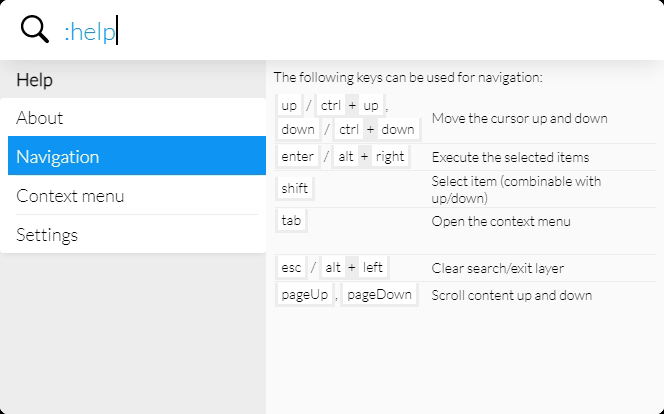 :help
Help
About
Navigation
Context menu
Settings
The following keys can be used for navigation:
up / ctrl + up ,
down / ctrl + down
Move the cursor up and down
enter / alt + right
Execute the selected items
shift
Select item (combinable with
up/down)
tab
Open the context menu
esc / alt + left
Clear search/exit layer
pageUp , pageDown
Scroll content up and down